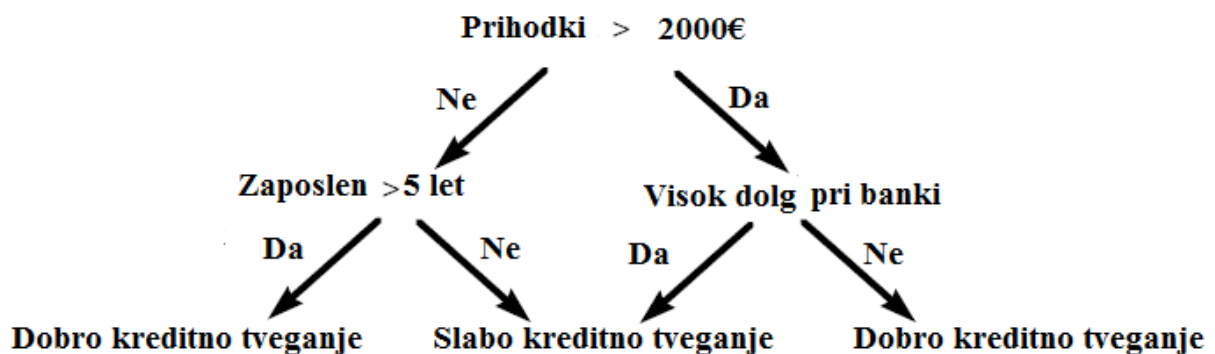 Prihodki > 2000€
Ne Da
Zaposlen >5 let Visok dolg pri banki
Da Ne Da Ne
Dobro kreditno tveganje Slabo kreditno tveganje Dobro kreditno tveganje